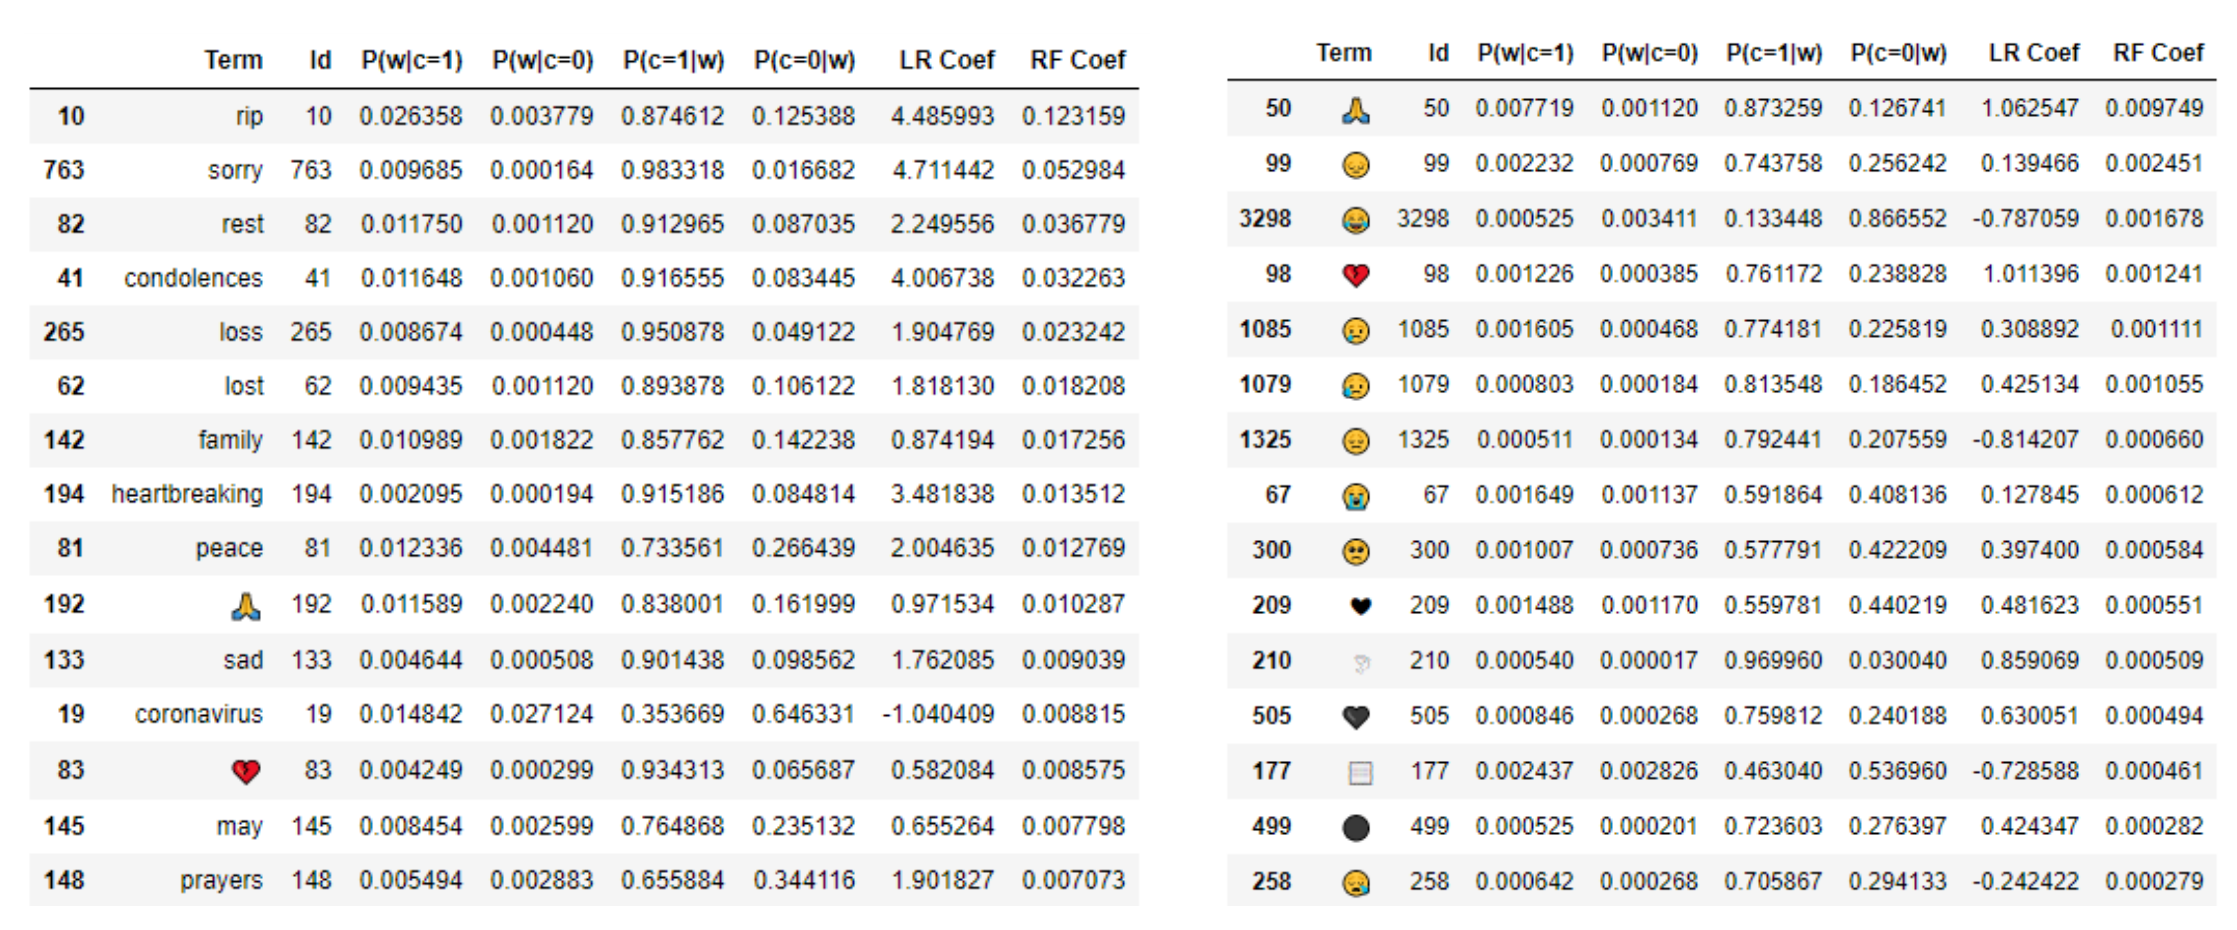 Term Id P(w|c=1) P(w|c=0) P(c=1|w) P(c=0|w) LR Coef RF Coef
10 rip 10 0.026358 0.003779 0.874612 0.125388 4.485993 0.123159
763 sorry 763 0.009685 0.000164 0.983318 0.016682 4.711442 0.052984
82 rest 82 0.011750 0.001120 0.912965 0.087035 2.249556 0.036779
41 condolences 41 0.011648 0.001060 0.916555 0.083445 4.006738 0.032263
265 loss 265 0.008674 0.000448 0.950878 0.049122 1.904769 0.023242
62 lost 62 0.009435 0.001120 0.893878 0.106122 1.818130 0.018208
142 family 142 0.010989 0.001822 0.857762 0.142238 0.874194 0.017256
194 heartbreaking 194 0.002095 0.000194 0.915186 0.084814 3.481838 0.013512
81 peace 81 0.012336 0.004481 0.733561 0.266439 2.004635 0.012769
192 🙏 192 0.011589 0.002240 0.838001 0.161999 0.971534 0.010287
133 sad 133 0.004644 0.000508 0.901438 0.098562 1.762085 0.009039
19 coronavirus 19 0.014842 0.027124 0.353669 0.646331 -1.040409 0.008815
83 💔 83 0.004249 0.000299 0.934313 0.065687 0.582084 0.008575
145 may 145 0.008454 0.002599 0.764868 0.235132 0.655264 0.007798
148 prayers 148 0.005494 0.002883 0.655884 0.344116 1.901827 0.007073
Term Id P(w|c=1) P(w|c=0) P(c=1|w) P(c=0|w) LR Coef RF Coef
50 🙏 50 0.007719 0.001120 0.873259 0.126741 1.062547 0.009749
99 😔 99 0.002232 0.000769 0.743758 0.256242 0.139466 0.002451
3298 😂 3298 0.000525 0.003411 0.133448 0.866552 -0.787059 0.001678
98 💔 98 0.001226 0.000385 0.761172 0.238828 1.011396 0.001241
1085 😢 1085 0.001605 0.000468 0.774181 0.225819 0.308892 0.001111
1079 😥 1079 0.000803 0.000184 0.813548 0.186452 0.425134 0.001055
1325 😞 1325 0.000511 0.000134 0.792441 0.207559 -0.814207 0.000660
67 😭 67 0.001649 0.001137 0.591864 0.408136 0.127845 0.000612
300 🥺 300 0.001007 0.000736 0.577791 0.422209 0.397400 0.000584
209 ♥ 209 0.001488 0.001170 0.559781 0.440219 0.481623 0.000551
210 210 0.000540 0.000017 0.969960 0.030040 0.859069 0.000509
505 🖤 505 0.000846 0.000268 0.759812 0.240188 0.630051 0.000494
177 177 0.002437 0.002826 0.463040 0.536960 -0.728588 0.000461
499 ⚫ 499 0.000525 0.000201 0.723603 0.276397 0.424347 0.000282
258 😪 258 0.000642 0.000268 0.705867 0.294133 -0.242422 0.000279